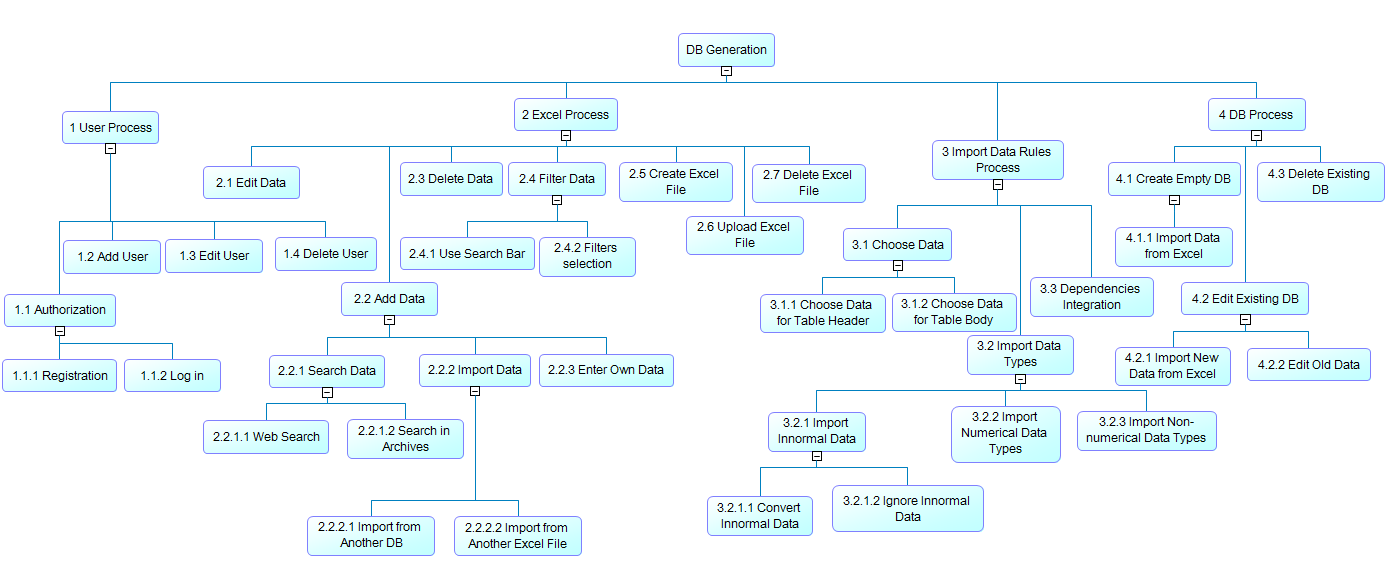 DB Generation
1 User Process
2 Excel Process
3 Import Data Rules
Process
4 DB Process
2.1 Edit Data
2.3 Delete Data
2.4 Filter Data
2.5 Create Excel
File
2.7 Delete Excel
File
4.1 Create Empty DB
4.3 Delete Existing
DB
1.2 Add User
1.3 Edit User
1.4 Delete User
2.4.1 Use Search Bar
2.4.2 Filters
selection
2.6 Upload Excel
File
3.1 Choose Data
4.1.1 Import Data
from Excel
1.1 Authorization
2.2 Add Data
3.1.1 Choose Data
for Table Header
3.1.2 Choose Data
for Table Body
3.3 Dependencies
Integration
4.2 Edit Existing DB
1.1.1 Registration
1.1.2 Log in
2.2.1 Search Data
2.2.2 Import Data
2.2.3 Enter Own Data
3.2 Import Data
Types
4.2.1 Import New
Data from Excel
4.2.2 Edit Old Data
2.2.1.1 Web Search
2.2.1.2 Search in
Archives
3.2.1 Import
Innormal Data
3.2.2 Import
Numerical Data
Types
3.2.3 Import Non-
numerical Data Types
2.2.2.1 Import from
Another DB
2.2.2.2 Import from
Another Excel File
3.2.1.1 Convert
Innormal Data
3.2.1.2 Ignore Innormal
Data